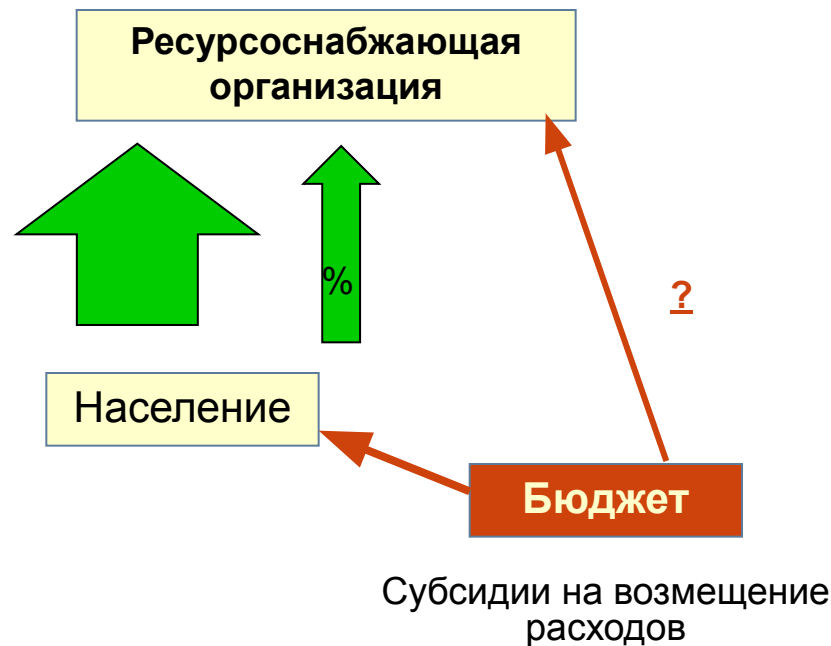 Ресурсоснабжающая
организация
%
?
Население
Бюджет
Субсидии на возмещение
расходов